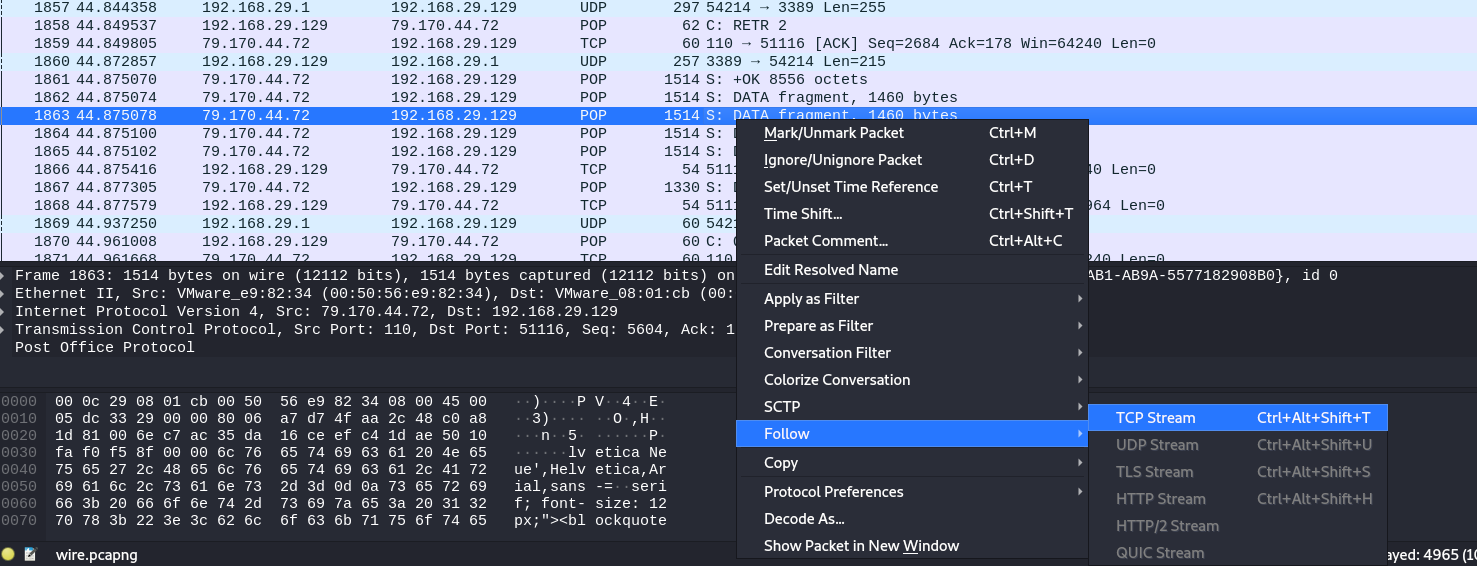 1857 44.844358 192.168.29.1 192.168.29.129 UDP 297 54214 → 3389 Len=255
1858 44.849537 192.168.29.129 79.170.44.72 POP 62 C: RETR 2
1859 44.849805 79.170.44.72 192.168.29.129 TCP 60 110 → 51116 [ACK] Seq=2684 Ack=178 Win=64240 Len=0
1860 44.872857 192.168.29.129 192.168.29.1 UDP 257 3389 → 54214 Len=215
1861 44.875070 79.170.44.72 192.168.29.129 POP 1514 S: +OK 8556 octets
1862 44.875074 79.170.44.72 192.168.29.129 POP 1514 S: DATA fragment, 1460 bytes
1863 44.875078 79.170.44.72 192.168.29.129 POP 1514 S: DATA fragment, 1460 bytes
1864 44.875100 79.170.44.72 192.168.29.129 POP 1514 S: D
1865 44.875102 79.170.44.72 192.168.29.129 POP 1514 S: D
1866 44.875416 192.168.29.129 79.170.44.72 TCP 54 5111 40 Len=0
1867 44.877305 79.170.44.72 192.168.29.129 POP 1330 S: D
1868 44.877579 192.168.29.129 79.170.44.72 TCP 54 5111 964 Len=0
1869 44.937250 192.168.29.1 192.168.29.129 UDP 60 5421
1870 44.961008 192.168.29.129 79.170.44.72 POP 60 C:
1871 44.961668 79.170.44.72 192.168.29.129 TCP 60 110 240 Len=0
Mark/Unmark Packet Ctrl+M
Ignore/Unignore Packet Ctrl+D
Set/Unset Time Reference Ctrl+T
Time Shift... Ctrl+Shift+T
Packet Comment... Ctrl+Alt+C
Edit Resolved Name
Apply as Filter
Prepare as Filter
Conversation Filter
Colorize Conversation
SCTP
Follow
Copy
Protocol Preferences
Decode As...
Show Packet in New Window
TCP Stream Ctrl+Alt+Shift+T
UDP Stream Ctrl+Alt+Shift+U
TLS Stream Ctrl+Alt+Shift+S
HTTP Stream Ctrl+Alt+Shift+H
HTTP/2 Stream
QUIC Stream
Frame 1863: 1514 bytes on wire (12112 bits), 1514 bytes captured (12112 bits) on AB1-AB9A-5577182908B0}, id 0
Ethernet II, Src: VMware_e9:82:34 (00:50:56:e9:82:34), Dst: VMware_08:01:cb (00:
Internet Protocol Version 4, Src: 79.170.44.72, Dst: 192.168.29.129
Transmission Control Protocol, Src Port: 110, Dst Port: 51116, Seq: 5604, Ack: 1
Post Office Protocol
0000 00 0c 29 08 01 cb 00 50 56 e9 82 34 08 00 45 00 ··)····P V··4··E·
0010 05 dc 33 29 00 00 80 06 a7 d7 4f aa 2c 48 c0 a8 ··3)···· ··O·,H··
0020 1d 81 00 6e c7 ac 35 da 16 ce ef c4 1d ae 50 10 ···n··5· ······P·
0030 fa f0 f5 8f 00 00 6c 76 65 74 69 63 61 20 4e 65 ······lv etica Ne
0040 75 65 27 2c 48 65 6c 76 65 74 69 63 61 2c 41 72 ue',Helv etica,Ar
0050 69 61 6c 2c 73 61 6e 73 2d 3d 0d 0a 73 65 72 69 ial,sans -=··seri
0060 66 3b 20 66 6f 6e 74 2d 73 69 7a 65 3a 20 31 32 f; font- size: 12
0070 70 78 3b 22 3e 3c 62 6c 6f 63 6b 71 75 6f 74 65 px;"><bl ockquote
wire.pcapng
ayed: 4965 (10